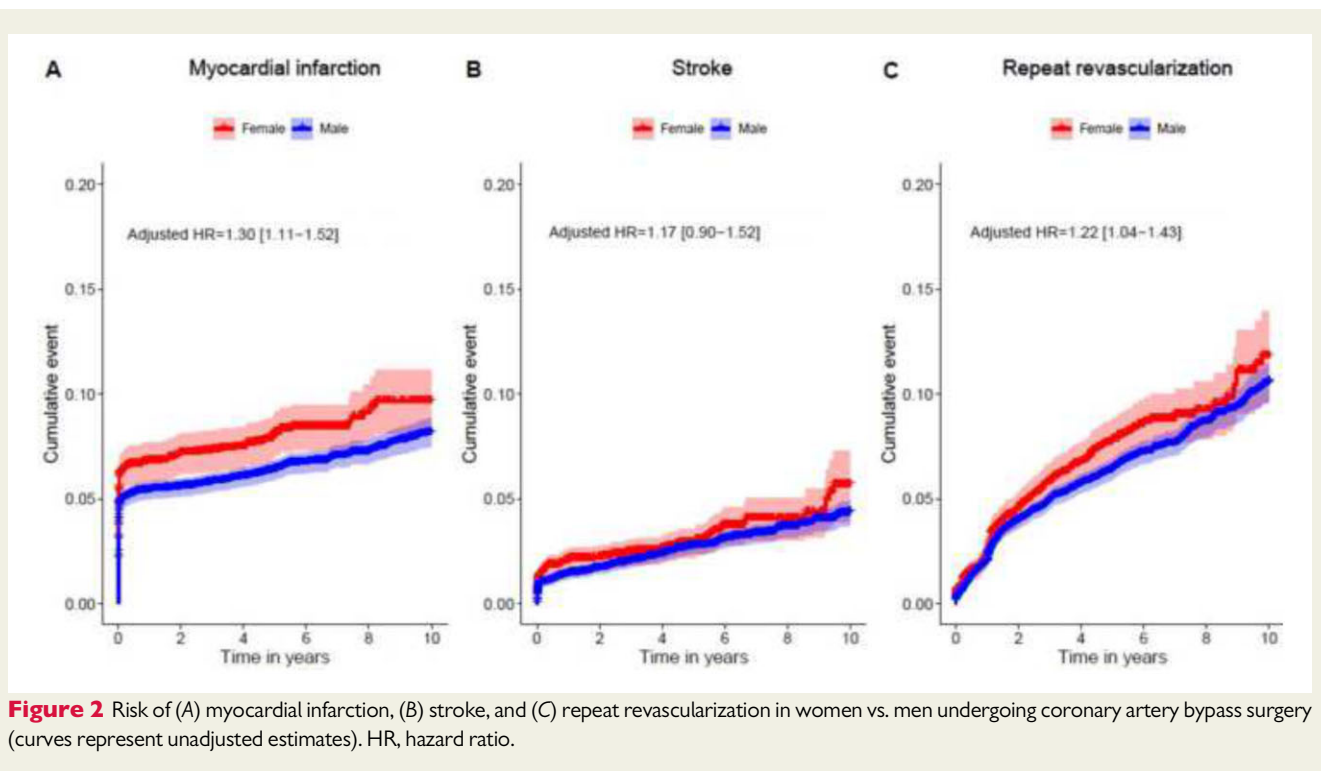 A Myocardial infarction
Female Male
0.20
0.15
0.10
0.05
0.00
Cumulative event
Adjusted HR=1.30 [1.11−1.52]
0 2 4 6 8 10
Time in years
B Stroke
Female Male
0.20
0.15
0.10
0.05
0.00
Cumulative event
Adjusted HR=1.17 [0.90−1.52]
0 2 4 6 8 10
Time in years
C Repeat revascularization
Female Male
0.20
0.15
0.10
0.05
0.00
Cumulative event
Adjusted HR=1.22 [1.04−1.43]
0 2 4 6 8 10
Time in years
Figure 2 Risk of (A) myocardial infarction, (B) stroke, and (C) repeat revascularization in women vs. men undergoing coronary artery bypass surgery
(curves represent unadjusted estimates). HR, hazard ratio.